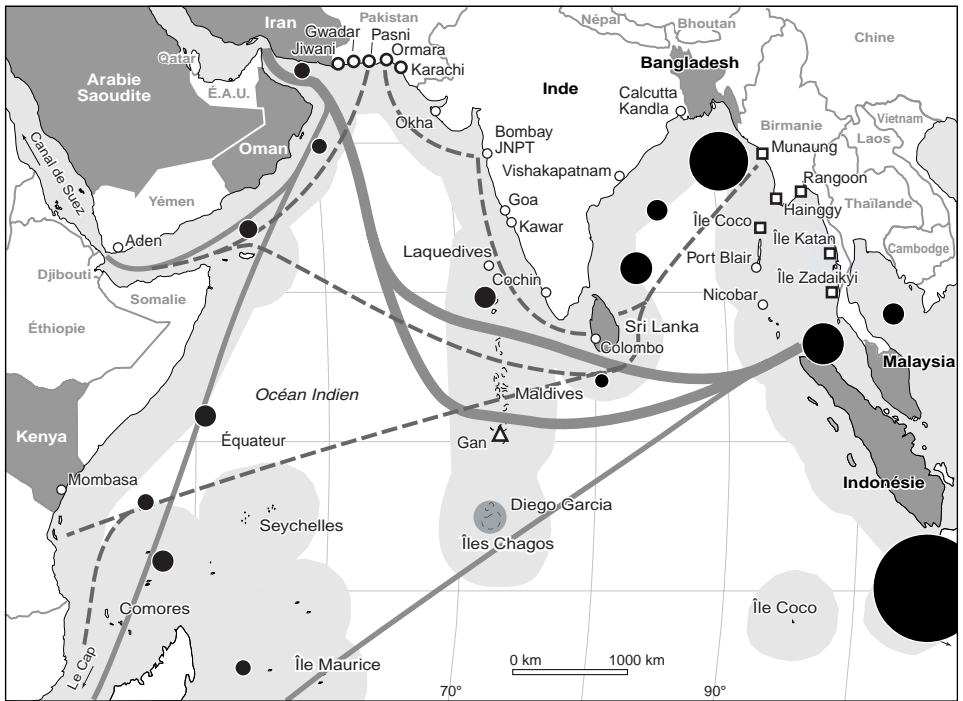 Iran
Pakistan
Népal
Bhoutan
Chine
Gwadar
Pasni
Jiwani
Ormara
Karachi
Qatar
Arabie
Saoudite
É.A.U.
Oman
Inde
Bangladesh
Calcutta
Kandla
Okha
Bombay
JNPT
Vishakapatnam
Birmanie
Vietnam
Laos
Munaung
Rangoon
Canal de Suez
Yémen
Goa
Kawar
Île Coco
Hainggy
Thaïlande
Île Katan
Aden
Laquedives
Port Blair
Cambodge
Djibouti
Cochin
Île Zadaikyi
Somalie
Nicobar
Éthiopie
Sri Lanka
Colombo
Malaysia
Océan Indien
Maldives
Kenya
Équateur
Gan
Mombasa
Indonésie
Diego Garcia
Seychelles
Îles Chagos
Comores
Île Coco
Le Cap
Île Maurice
0 km
1000 km
70°
90°